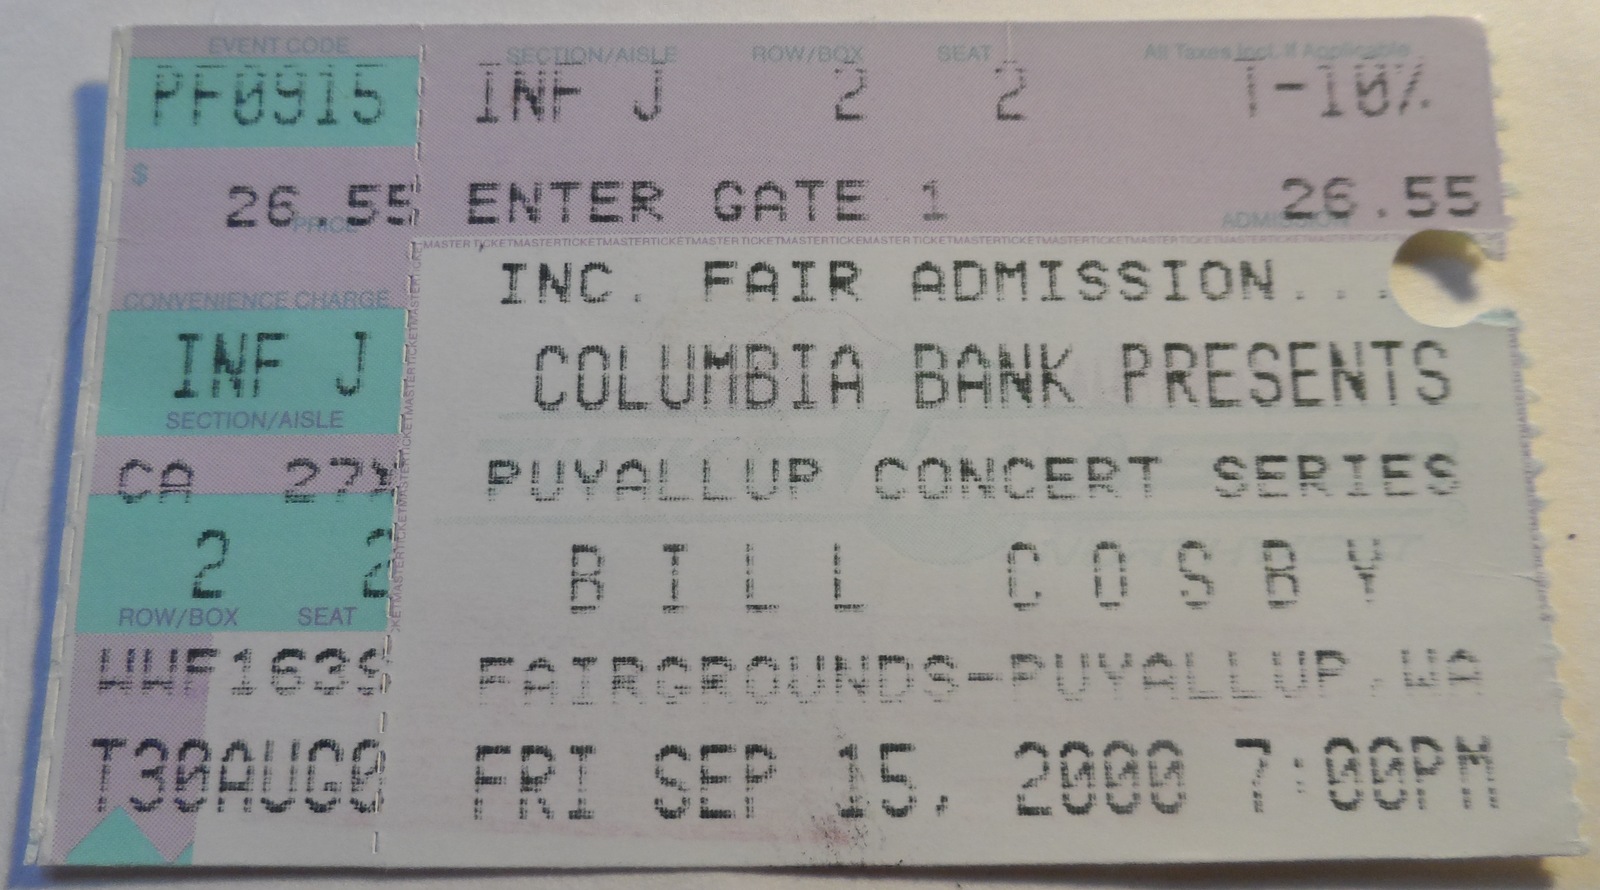 EVENT CODE
PF0915
$ 26.55
PRICE
CONVENIENCE CHARGE
INF J
SECTION/AISLE
CA 27X
2 2
ROW/BOX SEAT
WWF163S
T30AUG0
SECTION/AISLE ROW/BOX SEAT All Taxes Incl. If Applicable
INF J 2 2 T-10%
ENTER GATE 1 26.55
ADMISSION
MASTERTICKETMASTERTICKETMASTERTICKETMASTERTICKETMASTERTICKETMASTERTICKETMASTERTICKETMASTERTICKET
INC. FAIR ADMISSION...
COLUMBIA BANK PRESENTS
PUYALLUP CONCERT SERIES
BILL COSBY
FAIRGROUNDS-PUYALLUP,WA
FRI SEP 15, 2000 7:00PM